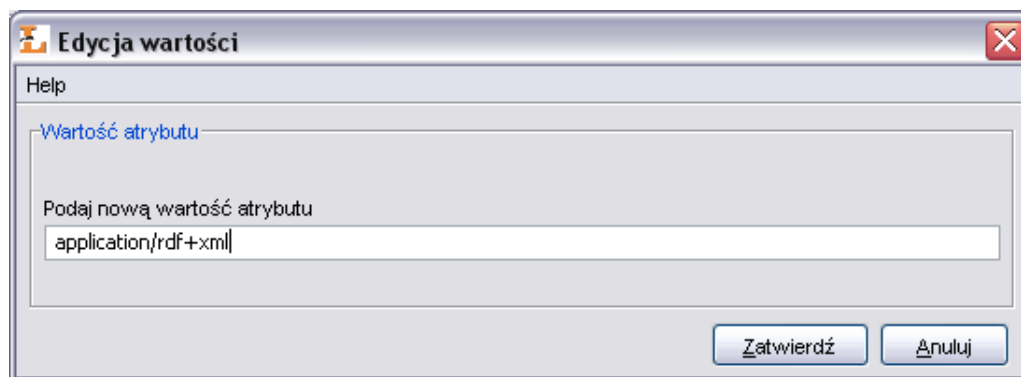 Edycja wartości
Help
Wartość atrybutu
Podaj nową wartość atrybutu
application/rdf+xml
Zatwierdź Anuluj